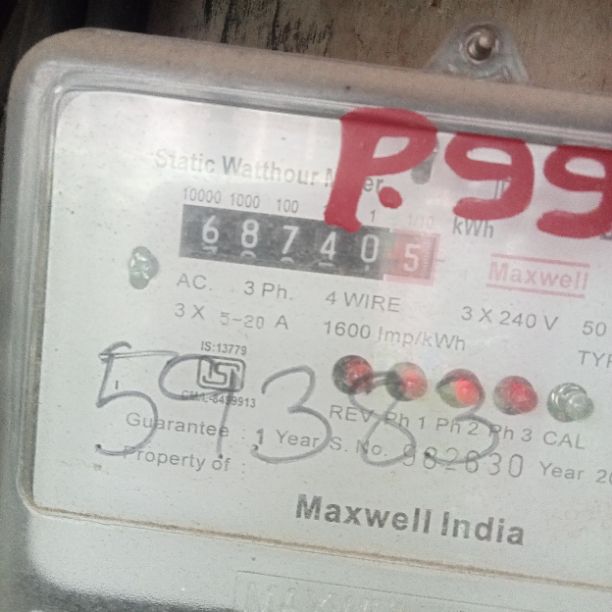 P.99
Static Watthour
10000 1000 100 1 1/10
687405 kWh
Maxwell
AC. 3 Ph. 4 WIRE 3 X 240 V 50
3 X 5-20 A 1600 Imp/kWh
IS:13779
ISI
REV Ph 1 Ph 2 Ph 3 CAL
59383
Guarantee : 1 Year S. No. 982630 Year
Property of :
Maxwell India